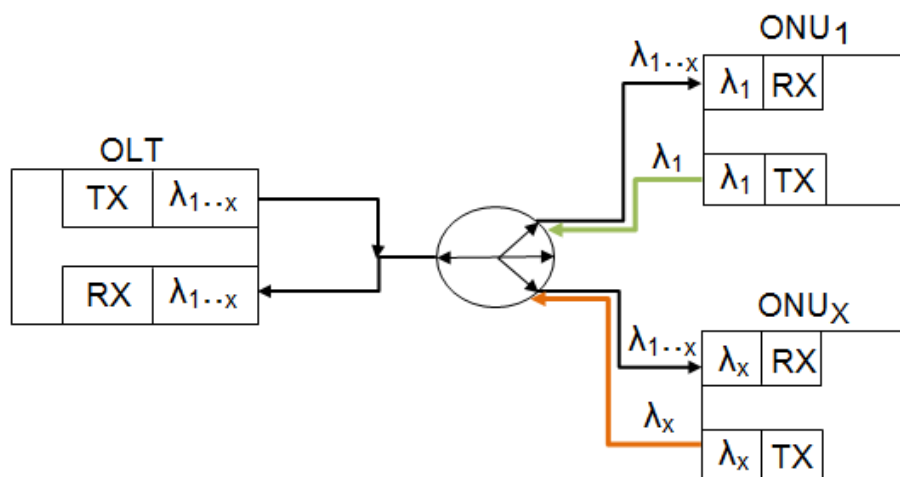 OLT
TX λ1..x
RX λ1..x
ONU1
λ1..x
λ1 RX
λ1
λ1 TX
ONUX
λ1..x
λx RX
λx
λx TX